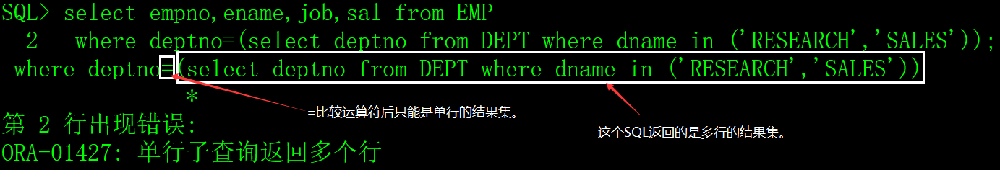 SQL> select empno,ename,job,sal from EMP
2 where deptno=(select deptno from DEPT where dname in ('RESEARCH','SALES'));
where deptno=(select deptno from DEPT where dname in ('RESEARCH','SALES'))
*
=比较运算符后只能是单行的结果集。
第 2 行出现错误:
这个SQL返回的是多行的结果集。
ORA-01427: 单行子查询返回多个行